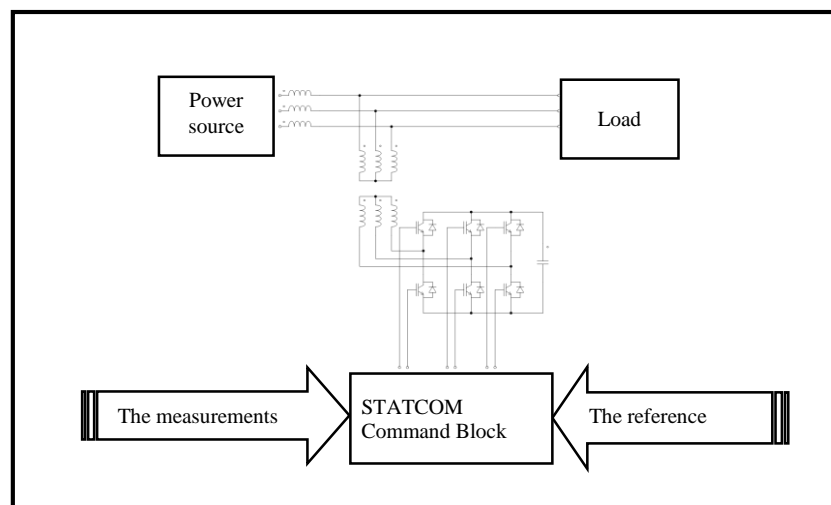 Power
source
Load
The measurements
STATCOM
Command Block
The reference